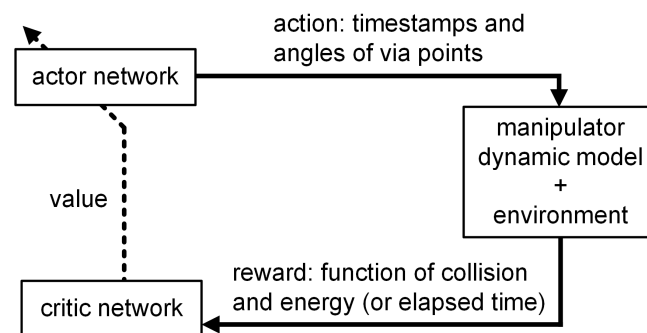 action: timestamps and
angles of via points
actor network
manipulator
dynamic model
+
environment
value
reward: function of collision
and energy (or elapsed time)
critic network